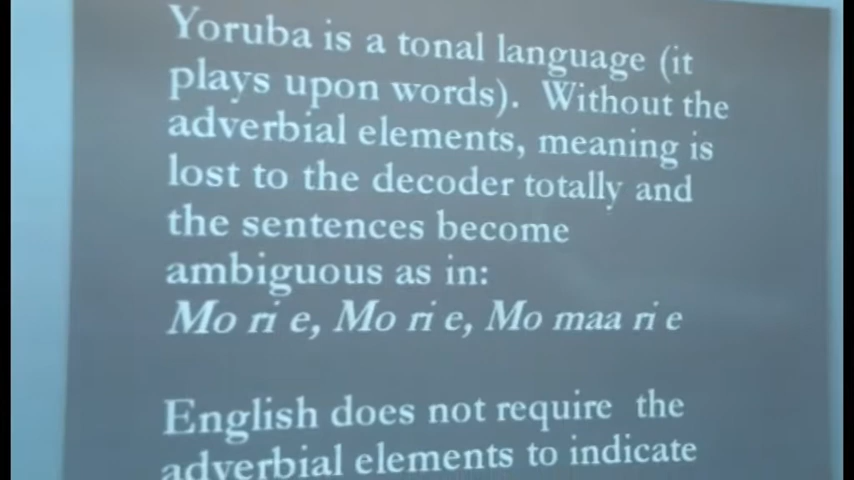 Yoruba is a tonal language (it
plays upon words). Without the
adverbial elements, meaning is
lost to the decoder totally and
the sentences become
ambiguous as in:
Mo ri e, Mo ri e, Mo maa ri e
English does not require the
adverbial elements to indicate